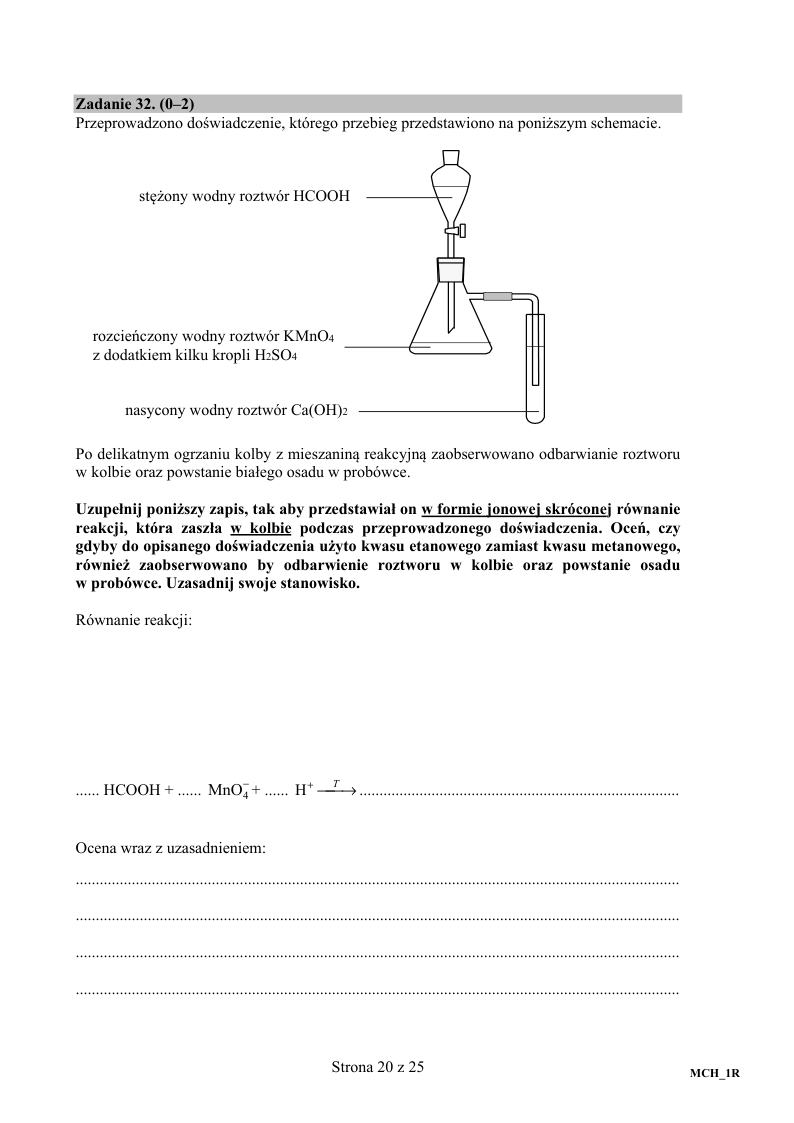 Zadanie 32. (0–2)
Przeprowadzono doświadczenie, którego przebieg przedstawiono na poniższym schemacie.
stężony wodny roztwór HCOOH
rozcieńczony wodny roztwór KMnO₄
z dodatkiem kilku kropli H₂SO₄
nasycony wodny roztwór Ca(OH)₂
Po delikatnym ogrzaniu kolby z mieszaniną reakcyjną zaobserwowano odbarwianie roztworu
w kolbie oraz powstanie białego osadu w probówce.
Uzupełnij poniższy zapis, tak aby przedstawiał on w formie jonowej skróconej równanie
reakcji, która zaszła w kolbie podczas przeprowadzonego doświadczenia. Oceń, czy
gdyby do opisanego doświadczenia użyto kwasu etanowego zamiast kwasu metanowego,
również zaobserwowano by odbarwienie roztworu w kolbie oraz powstanie osadu
w probówce. Uzasadnij swoje stanowisko.
Równanie reakcji:
...... HCOOH + ...... MnO₄⁻ + ...... H⁺ —T→ ................................................................................
Ocena wraz z uzasadnieniem:
.......................................................................................................................................................
.......................................................................................................................................................
.......................................................................................................................................................
.......................................................................................................................................................
Strona 20 z 25
MCH_1R